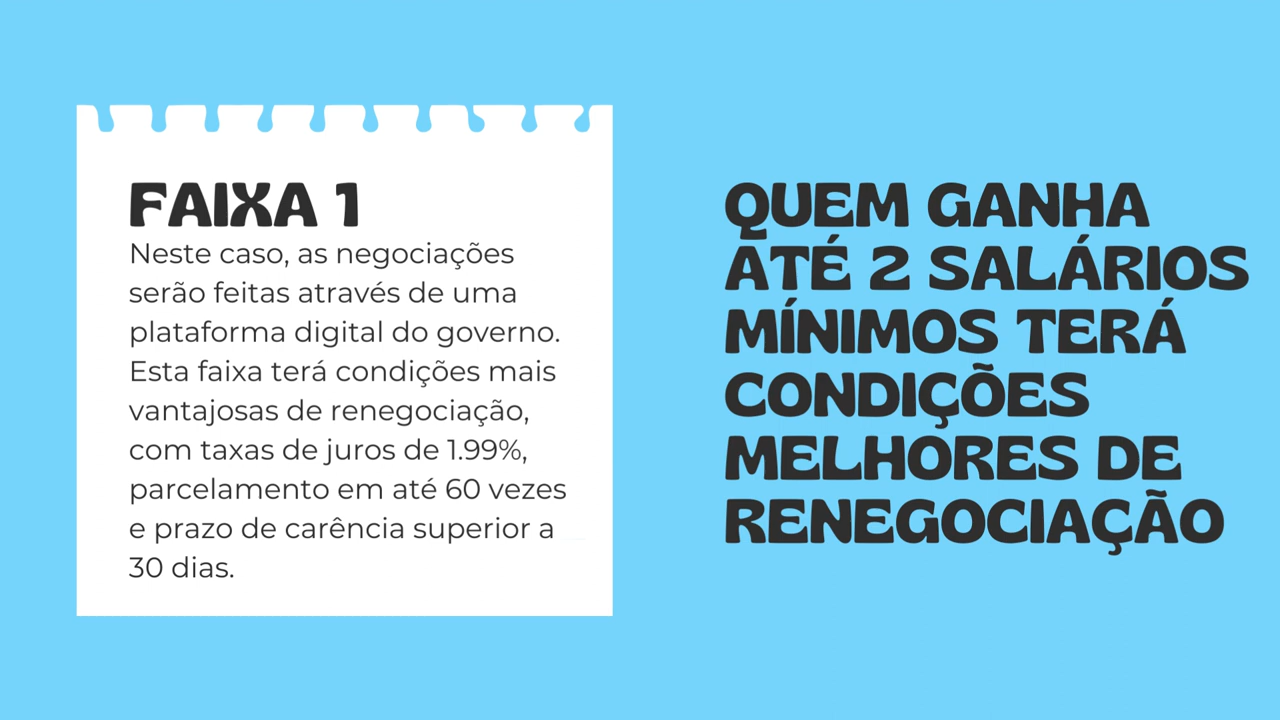 FAIXA 1
Neste caso, as negociações
serão feitas através de uma
plataforma digital do governo.
Esta faixa terá condições mais
vantajosas de renegociação,
com taxas de juros de 1.99%,
parcelamento em até 60 vezes
e prazo de carência superior a
30 dias.
QUEM GANHA
ATÉ 2 SALÁRIOS
MÍNIMOS TERÁ
CONDIÇÕES
MELHORES DE
RENEGOCIAÇÃO